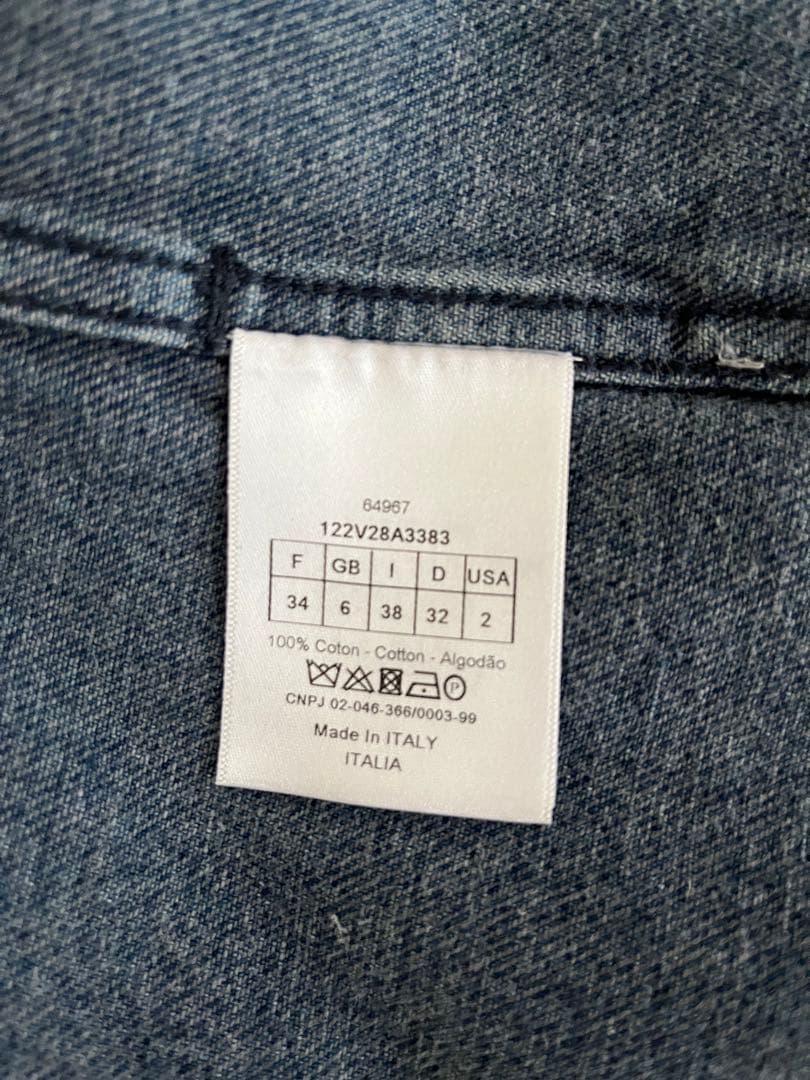 64967
122V28A3383
F GB I D USA
34 6 38 32 2
100% Coton - Cotton - Algodão
P
CNPJ 02-046-366/0003-99
Made In ITALY
ITALIA